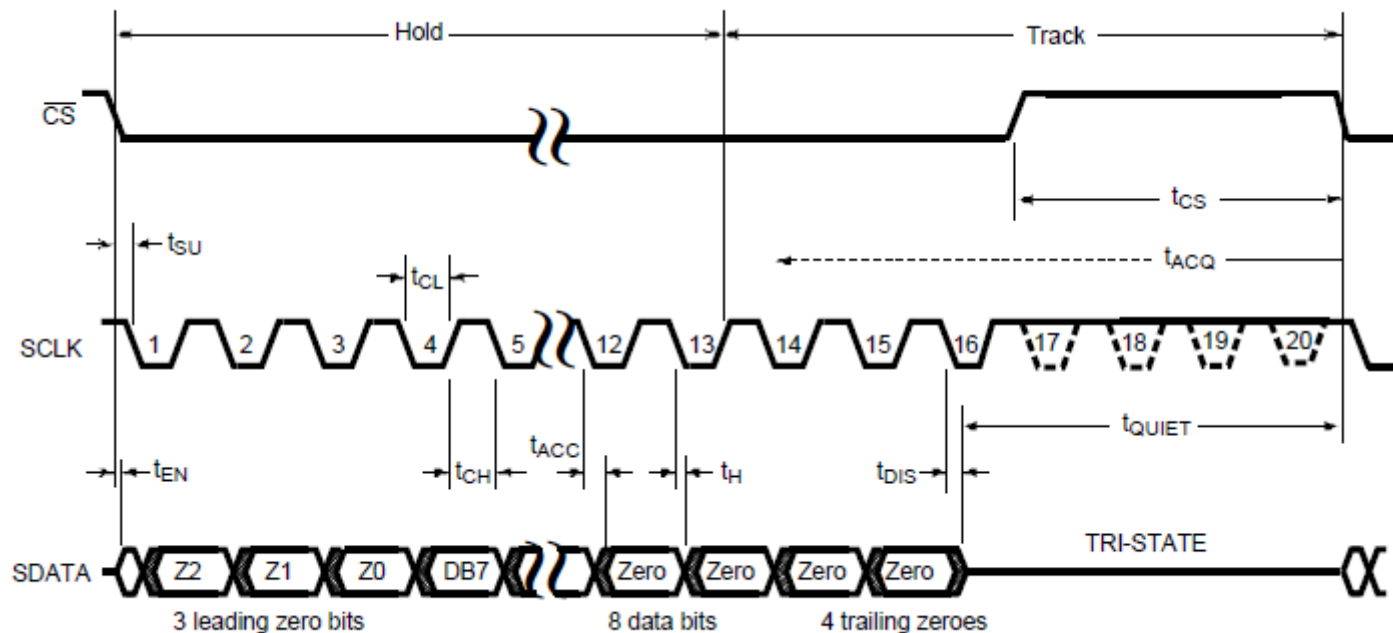 Hold Track
CS
tCS
tSU
tACQ
tCL
SCLK 1 2 3 4 5 12 13 14 15 16 17 18 19 20
tQUIET
tACC
tEN tCH tH tDIS
TRI-STATE
SDATA Z2 Z1 Z0 DB7 Zero Zero Zero Zero
3 leading zero bits 8 data bits 4 trailing zeroes